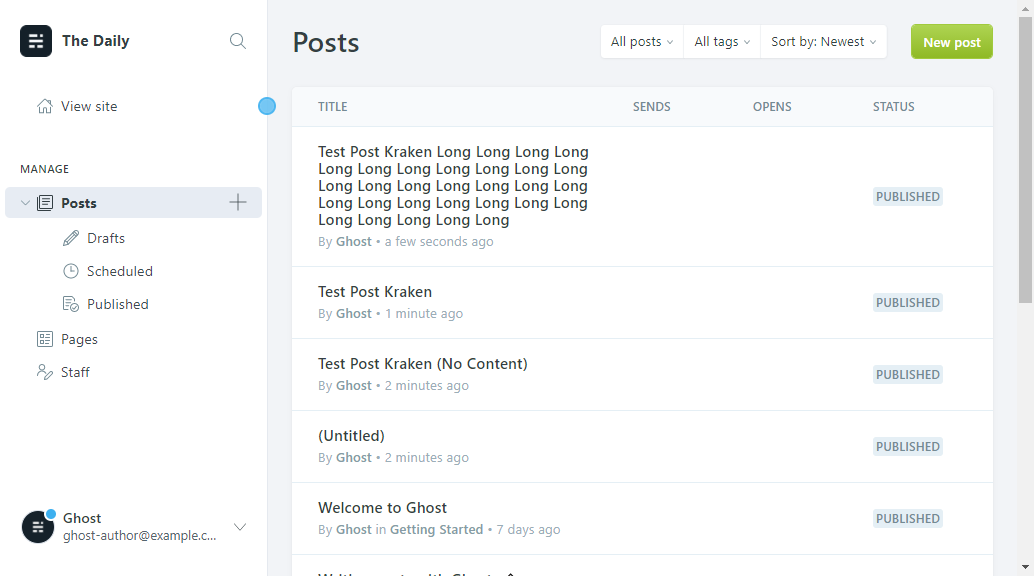 The Daily
View site
MANAGE
Posts
Drafts
Scheduled
Published
Pages
Staff
Ghost
ghost-author@example.c...
Posts
All posts
All tags
Sort by: Newest
New post
TITLE SENDS OPENS STATUS
Test Post Kraken Long Long Long Long
Long Long Long Long Long Long Long
Long Long Long Long Long Long Long
Long Long Long Long Long Long Long
Long Long Long Long Long
By Ghost • a few seconds ago
PUBLISHED
Test Post Kraken
By Ghost • 1 minute ago
PUBLISHED
Test Post Kraken (No Content)
By Ghost • 2 minutes ago
PUBLISHED
(Untitled)
By Ghost • 2 minutes ago
PUBLISHED
Welcome to Ghost
By Ghost in Getting Started • 7 days ago
PUBLISHED